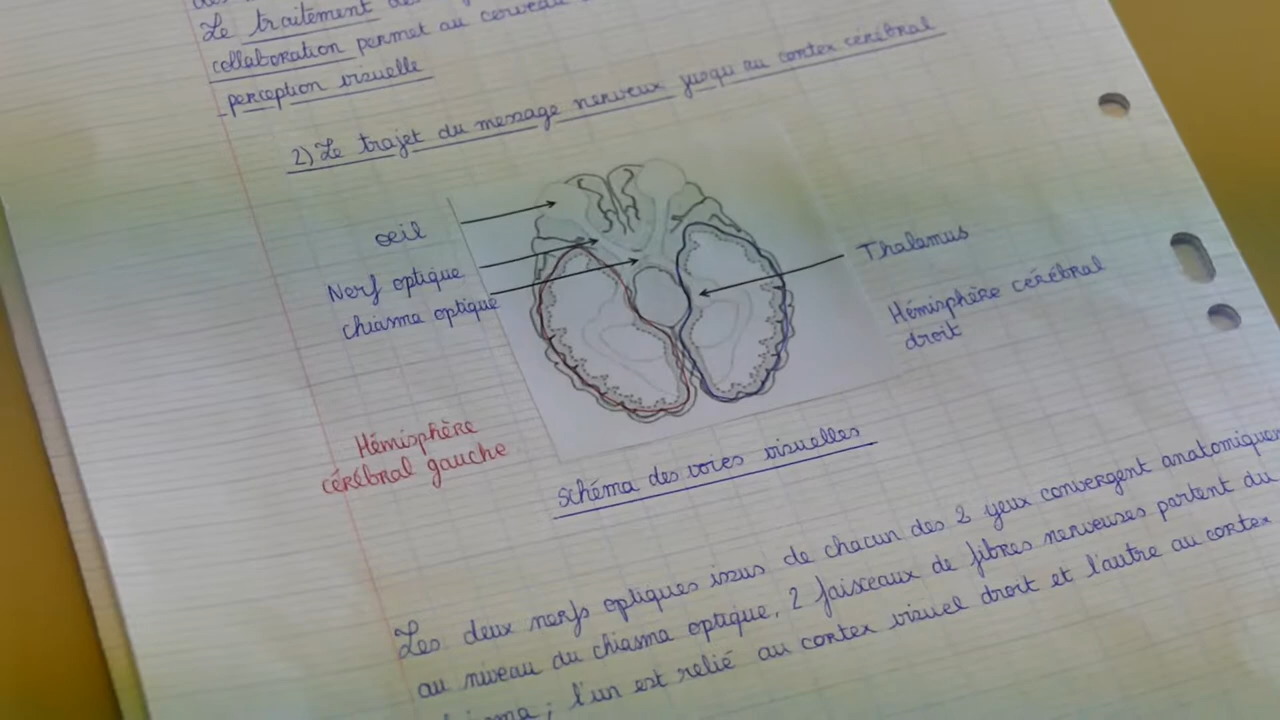 Le traitement
collaboration permet au cerveau
perception visuelle
2) Le trajet du message nerveux jusqu'au cortex cérébral
oeil
Nerf optique
chiasma optique
Thalamus
Hémisphère cérébral
droit
Hémisphère
cérébral gauche
Schéma des voies visuelles
Les deux nerfs optiques issus de chacun des 2 yeux convergent
au niveau du chiasma optique. 2 faisceaux de fibres nerveuses partent du
; l'un est relié au cortex visuel droit et l'autre au cortex